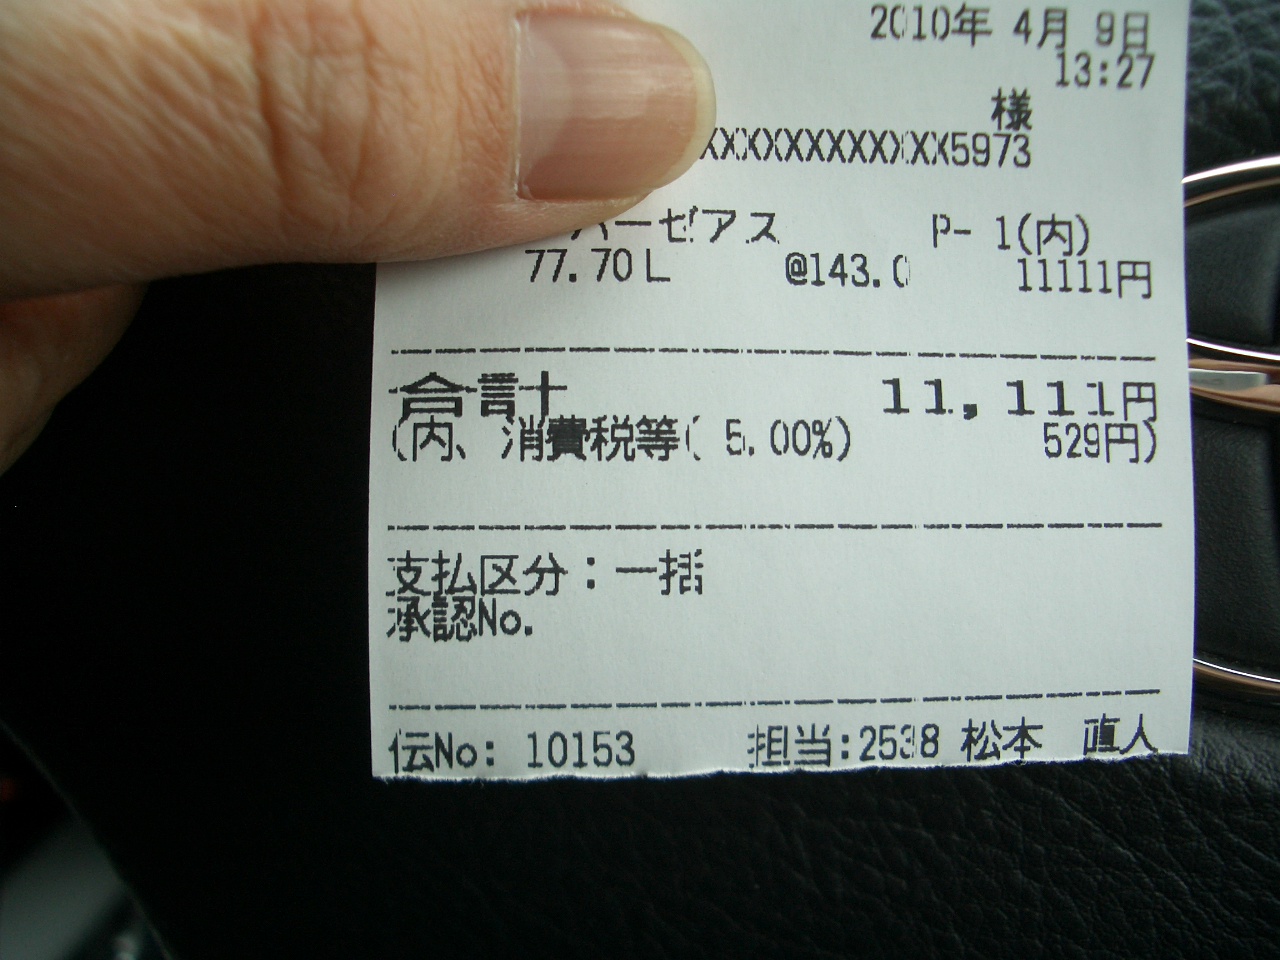 2010年 4月 9日
13:27
様
XXXXXXXXXXXXX5973
ーゼアス P- 1(内)
77.70L @143.0 11111円
合計 11,111円
(内、消費税等( 5.00%) 529円)
支払区分:一括
承認No.
伝No: 10153 担当:2538 松本 直人